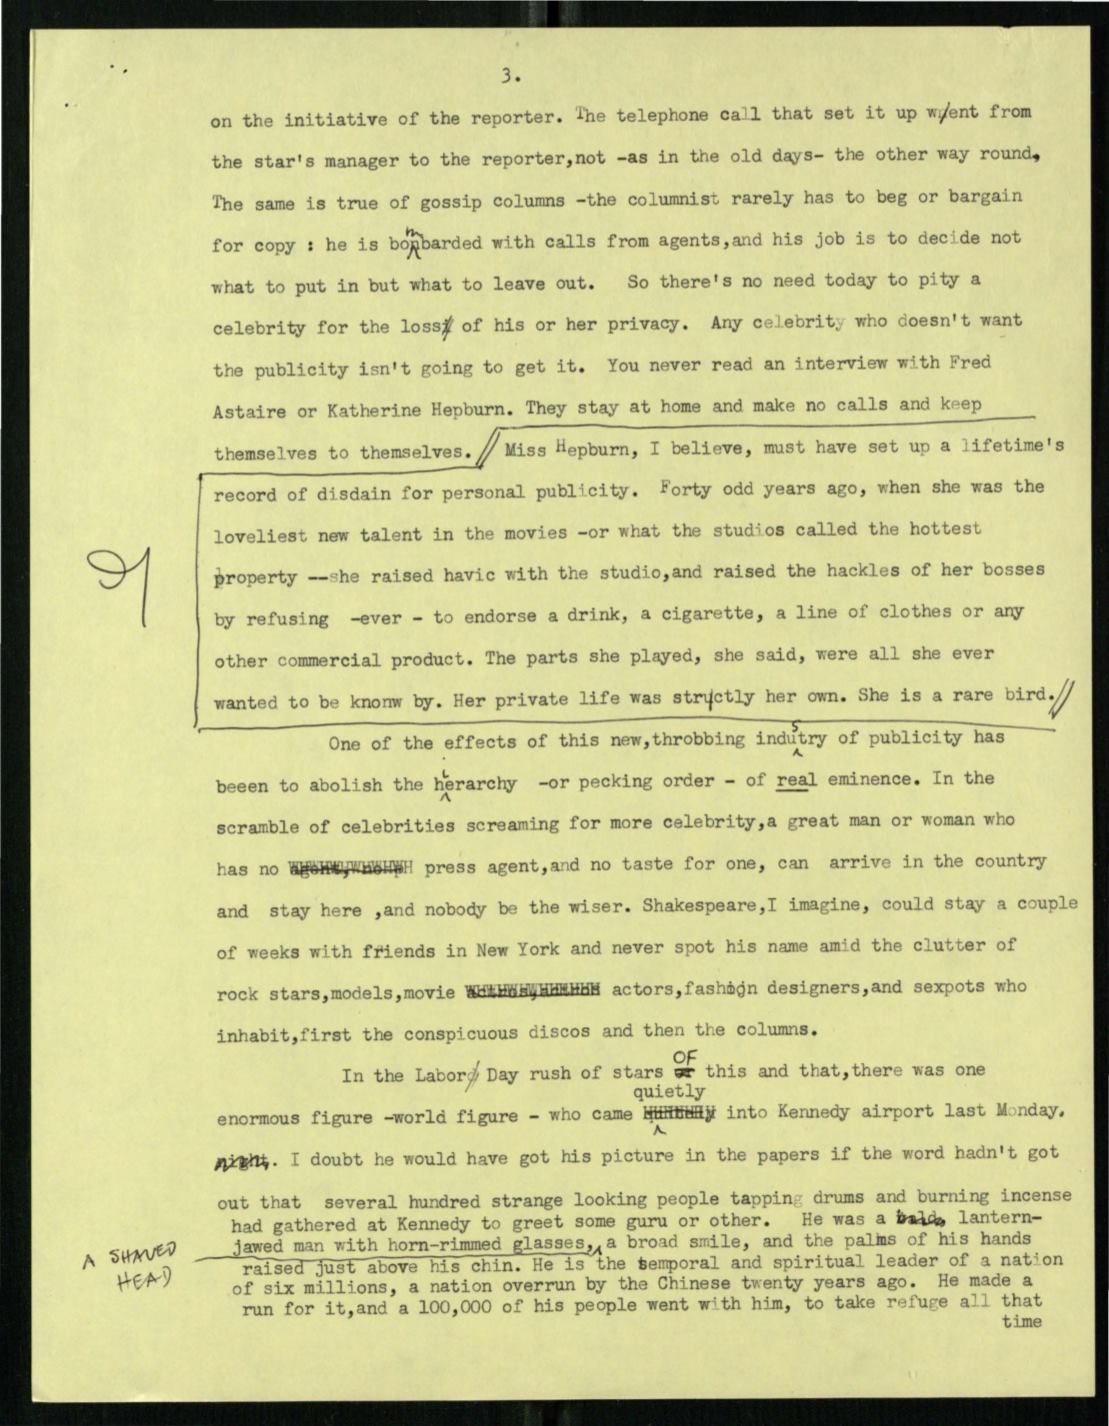 3.
on the initiative of the reporter. The telephone call that set it up went from
the star's manager to the reporter,not -as in the old days- the other way round.
The same is true of gossip columns -the columnist rarely has to beg or bargain
for copy : he is bombarded with calls from agents,and his job is to decide not
what to put in but what to leave out. So there's no need today to pity a
celebrity for the loss of his or her privacy. Any celebrity who doesn't want
the publicity isn't going to get it. You never read an interview with Fred
Astaire or Katherine Hepburn. They stay at home and make no calls and keep
themselves to themselves. // Miss Hepburn, I believe, must have set up a lifetime's
record of disdain for personal publicity. Forty odd years ago, when she was the
loveliest new talent in the movies -or what the studios called the hottest
property --she raised havic with the studio,and raised the hackles of her bosses
by refusing -ever - to endorse a drink, a cigarette, a line of clothes or any
other commercial product. The parts she played, she said, were all she ever
wanted to be knonw by. Her private life was strictly her own. She is a rare bird.//
One of the effects of this new,throbbing industry of publicity has
beeen to abolish the hierarchy -or pecking order - of real eminence. In the
scramble of celebrities screaming for more celebrity,a great man or woman who
has no press agent,and no taste for one, can arrive in the country
and stay here ,and nobody be the wiser. Shakespeare,I imagine, could stay a couple
of weeks with friends in New York and never spot his name amid the clutter of
rock stars,models,movie actors,fashion designers,and sexpots who
inhabit,first the conspicuous discos and then the columns.
In the Labor Day rush of stars OF this and that,there was one
enormous figure -world figure - who came quietly into Kennedy airport last Monday.
night. I doubt he would have got his picture in the papers if the word hadn't got
out that several hundred strange looking people tapping drums and burning incense
had gathered at Kennedy to greet some guru or other. He was a bald, lantern-
jawed man with horn-rimmed glasses, a broad smile, and the palms of his hands
A SHAVED
HEAD
raised just above his chin. He is the temporal and spiritual leader of a nation
of six millions, a nation overrun by the Chinese twenty years ago. He made a
run for it,and a 100,000 of his people went with him, to take refuge all that
time